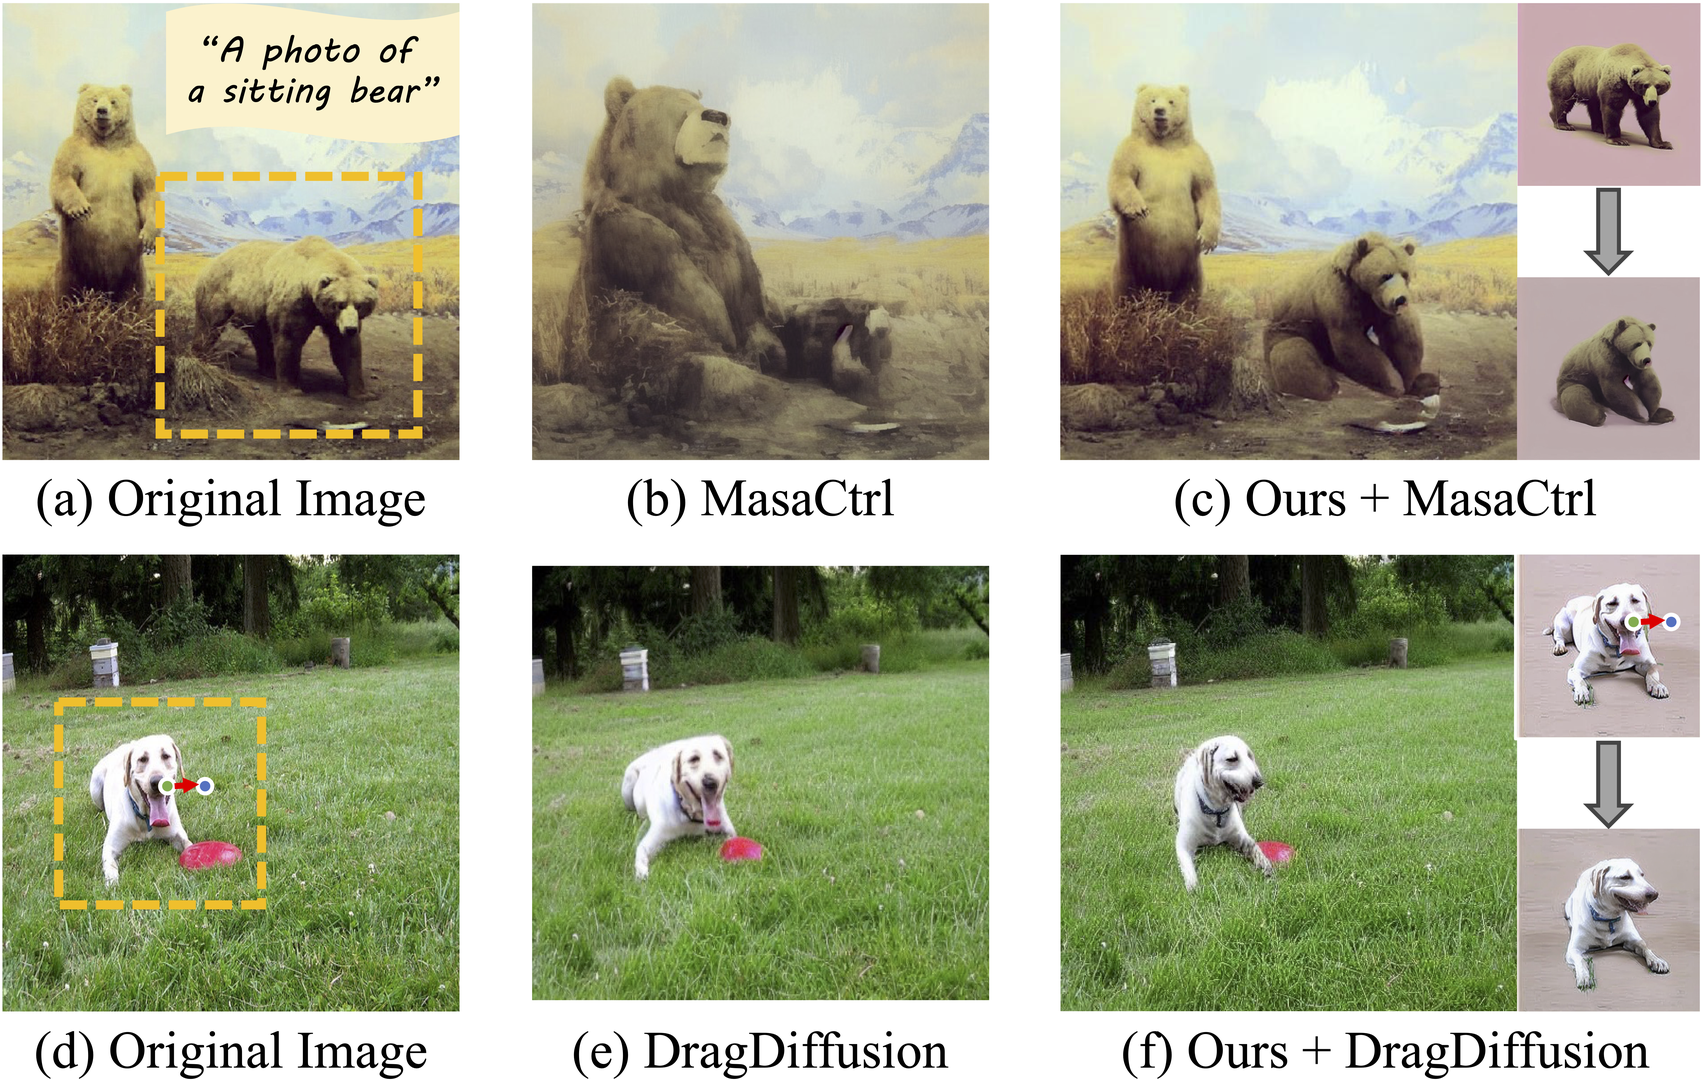 “A photo of
a sitting bear”
(a) Original Image
(b) MasaCtrl
(c) Ours + MasaCtrl
(d) Original Image
(e) DragDiffusion
(f) Ours + DragDiffusion